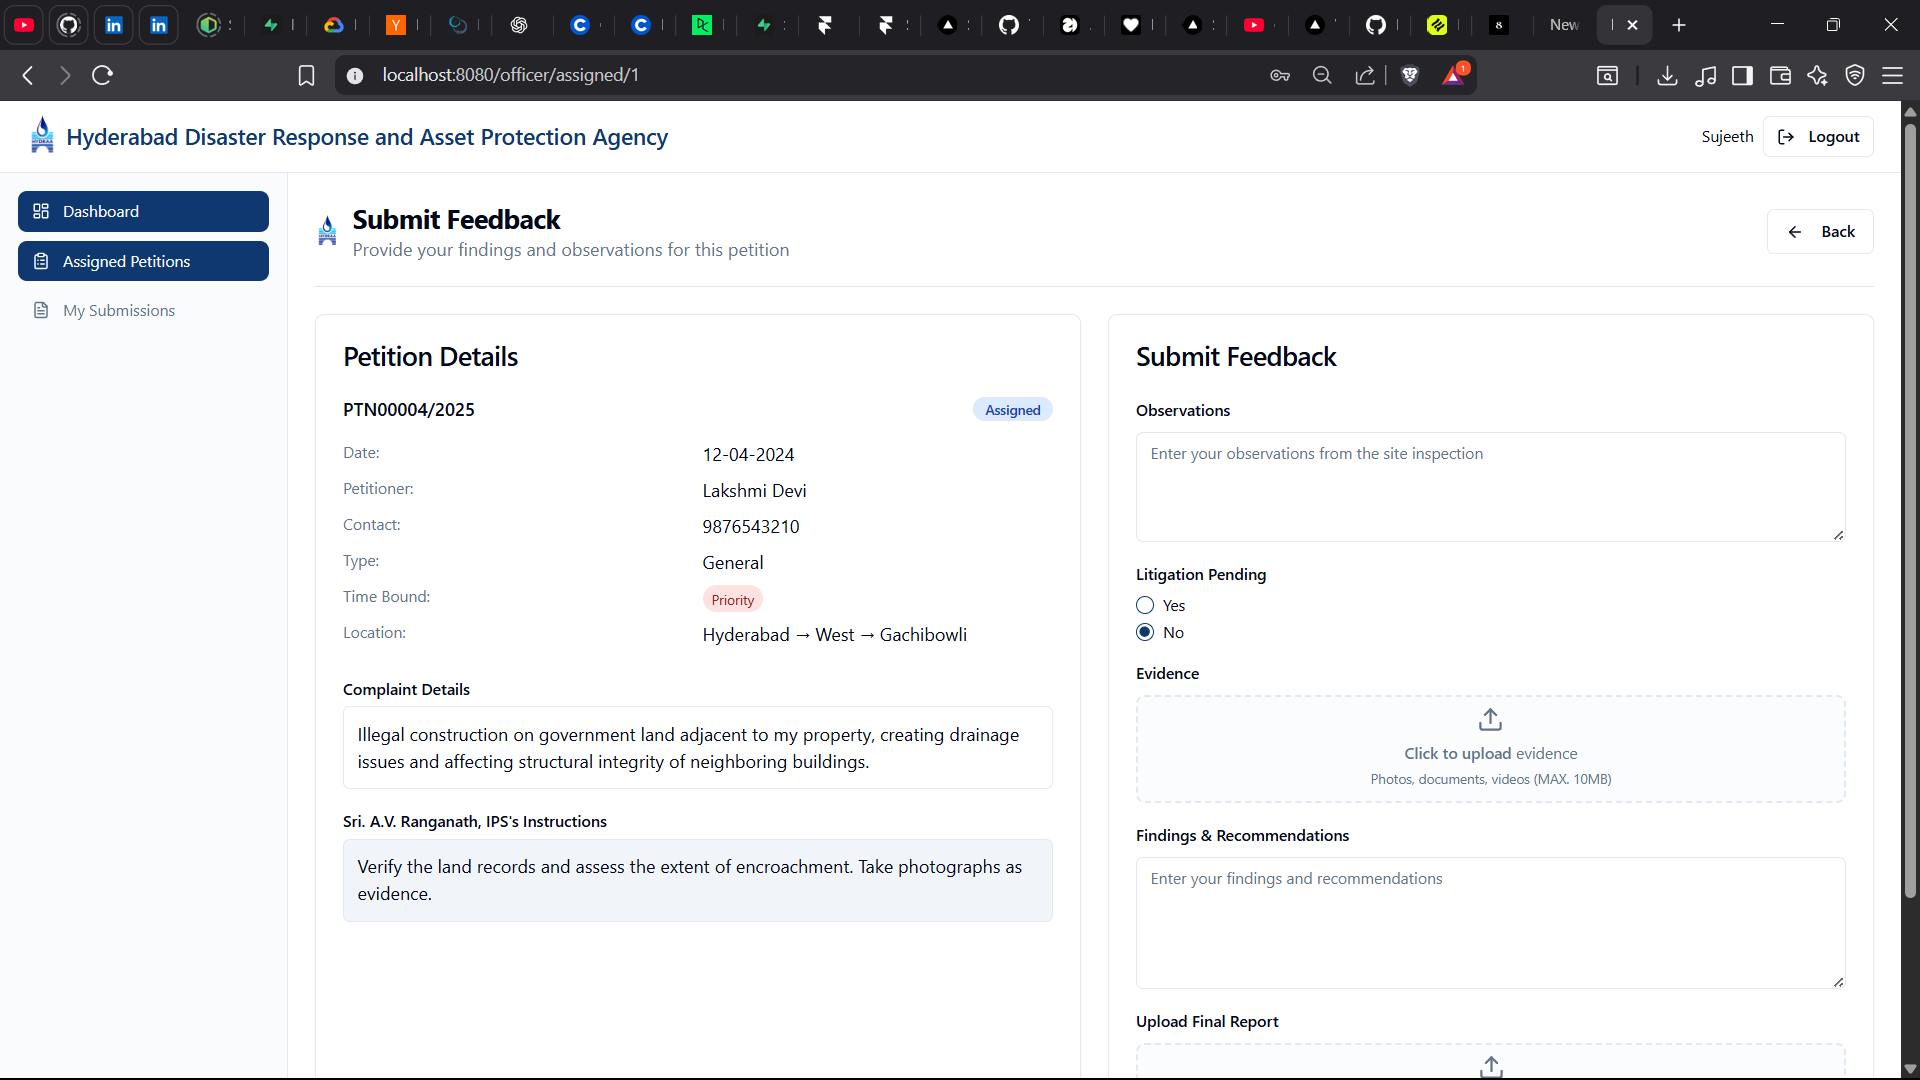 New
localhost:8080/officer/assigned/1
1
Hyderabad Disaster Response and Asset Protection Agency
Sujeeth
Logout
Dashboard
Assigned Petitions
My Submissions
Submit Feedback
Provide your findings and observations for this petition
Back
Petition Details
PTN00004/2025
Assigned
Date:
12-04-2024
Petitioner:
Lakshmi Devi
Contact:
9876543210
Type:
General
Time Bound:
Priority
Location:
Hyderabad → West → Gachibowli
Complaint Details
Illegal construction on government land adjacent to my property, creating drainage
issues and affecting structural integrity of neighboring buildings.
Sri. A.V. Ranganath, IPS's Instructions
Verify the land records and assess the extent of encroachment. Take photographs as
evidence.
Submit Feedback
Observations
Enter your observations from the site inspection
Litigation Pending
Yes
No
Evidence
Click to upload evidence
Photos, documents, videos (MAX. 10MB)
Findings & Recommendations
Enter your findings and recommendations
Upload Final Report